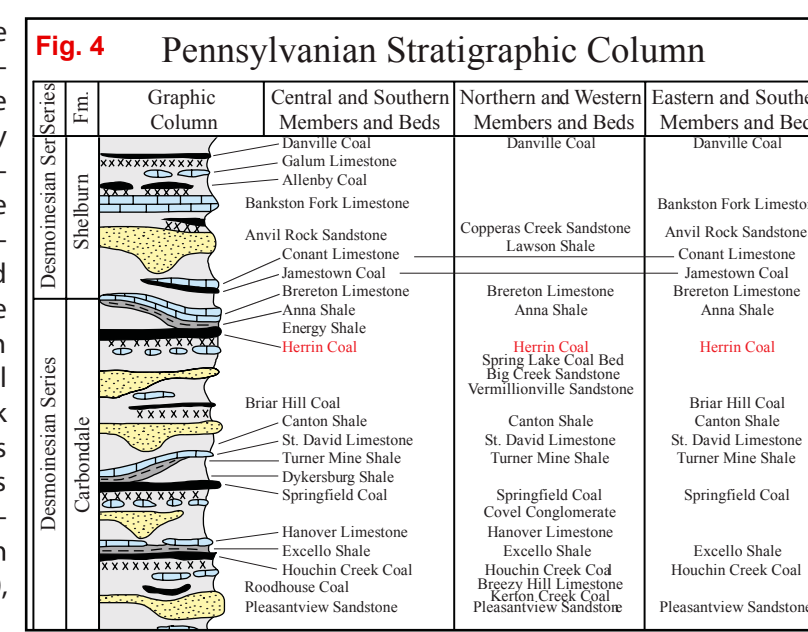 Fig. 4 Pennsylvanian Stratigraphic Column
Series
Fm.
Graphic
Column
Central and Southern
Members and Beds
Northern and Western
Members and Beds
Eastern and
Members and
Desmoinesian
Shelburn
Desmoinesian Series
Carbondale
Danville Coal
Galum Limestone
Allenby Coal
Bankston Fork Limestone
Anvil Rock Sandstone
Conant Limestone
Jamestown Coal
Brereton Limestone
Anna Shale
Energy Shale
Herrin Coal
Briar Hill Coal
Canton Shale
St. David Limestone
Turner Mine Shale
Dykersburg Shale
Springfield Coal
Hanover Limestone
Excello Shale
Houchin Creek Coal
Roodhouse Coal
Pleasantview Sandstone
Danville Coal
Copperas Creek Sandstone
Lawson Shale
Brereton Limestone
Anna Shale
Herrin Coal
Spring Lake Coal Bed
Big Creek Sandstone
Vermillionville Sandstone
Canton Shale
St. David Limestone
Turner Mine Shale
Springfield Coal
Covel Conglomerate
Hanover Limestone
Excello Shale
Houchin Creek Coal
Breezy Hill Limestone
Kerton Creek Coal
Pleasantview Sandstone
Danville Coal
Bankston Fork
Anvil Rock Sandstone
Conant Limestone
Jamestown Coal
Brereton Limestone
Anna Shale
Herrin Coal
Briar Hill Coal
Canton Shale
St. David Limestone
Turner Mine Shale
Springfield Coal
Excello Shale
Houchin Creek Coal
Pleasantview